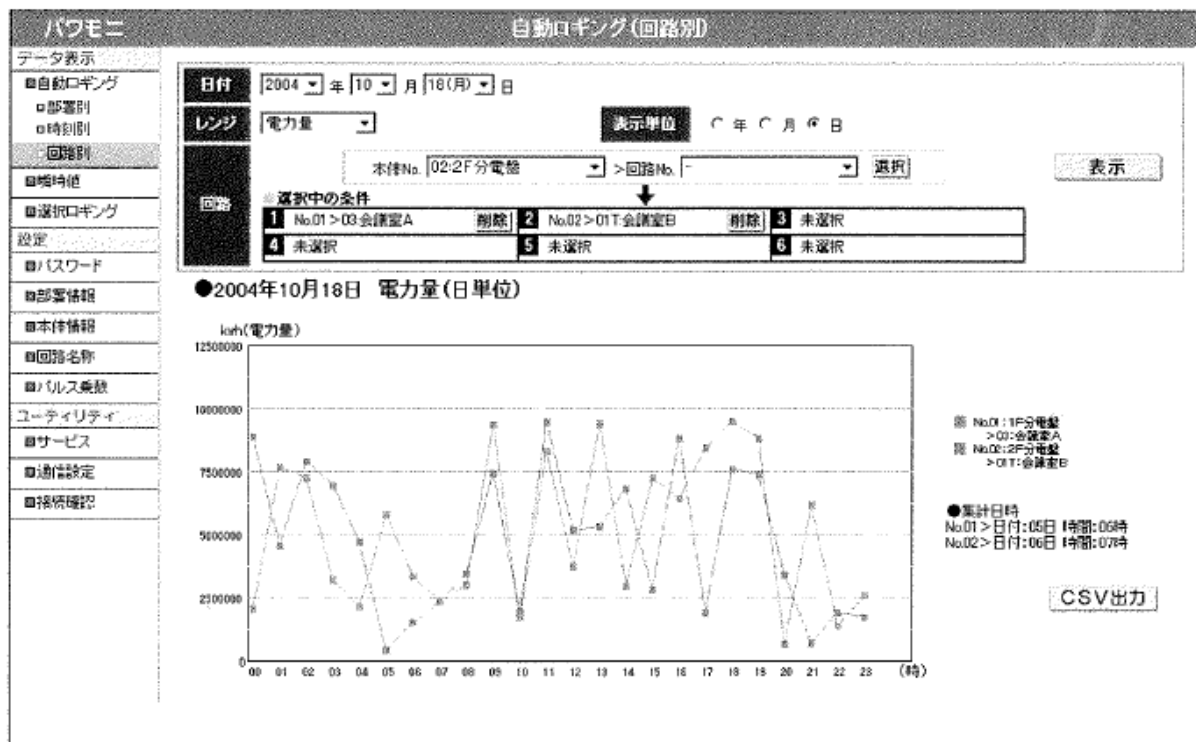 パワモニ
自動ロギング(回路別)
データ表示
自動ロギング
部署別
時刻別
回路別
瞬時値
選択ロギング
設定
パスワード
部署情報
本体情報
回路名称
パルス乗数
ユーティリティ
サービス
通信設定
接続確認
日付 2004 年 10 月 18(月) 日
レンジ 電力量 表示単位 年 月 日
回路
本体No. 02:2F分電盤 >回路No. - 選択
表示
※選択中の条件
1 No.01>03:会議室A 削除 2 No.02>01T:会議室B 削除 3 未選択
4 未選択 5 未選択 6 未選択
●2004年10月18日 電力量(日単位)
kwh(電力量)
12500000
10000000
7500000
5000000
2500000
0
00 01 02 03 04 05 06 07 08 09 10 11 12 13 14 15 16 17 18 19 20 21 22 23 (時)
No.01:1F分電盤
>03:会議室A
No.02:2F分電盤
>01T:会議室B
●集計日時
No.01>日付:05日 時間:06時
No.02>日付:06日 時間:07時
CSV出力